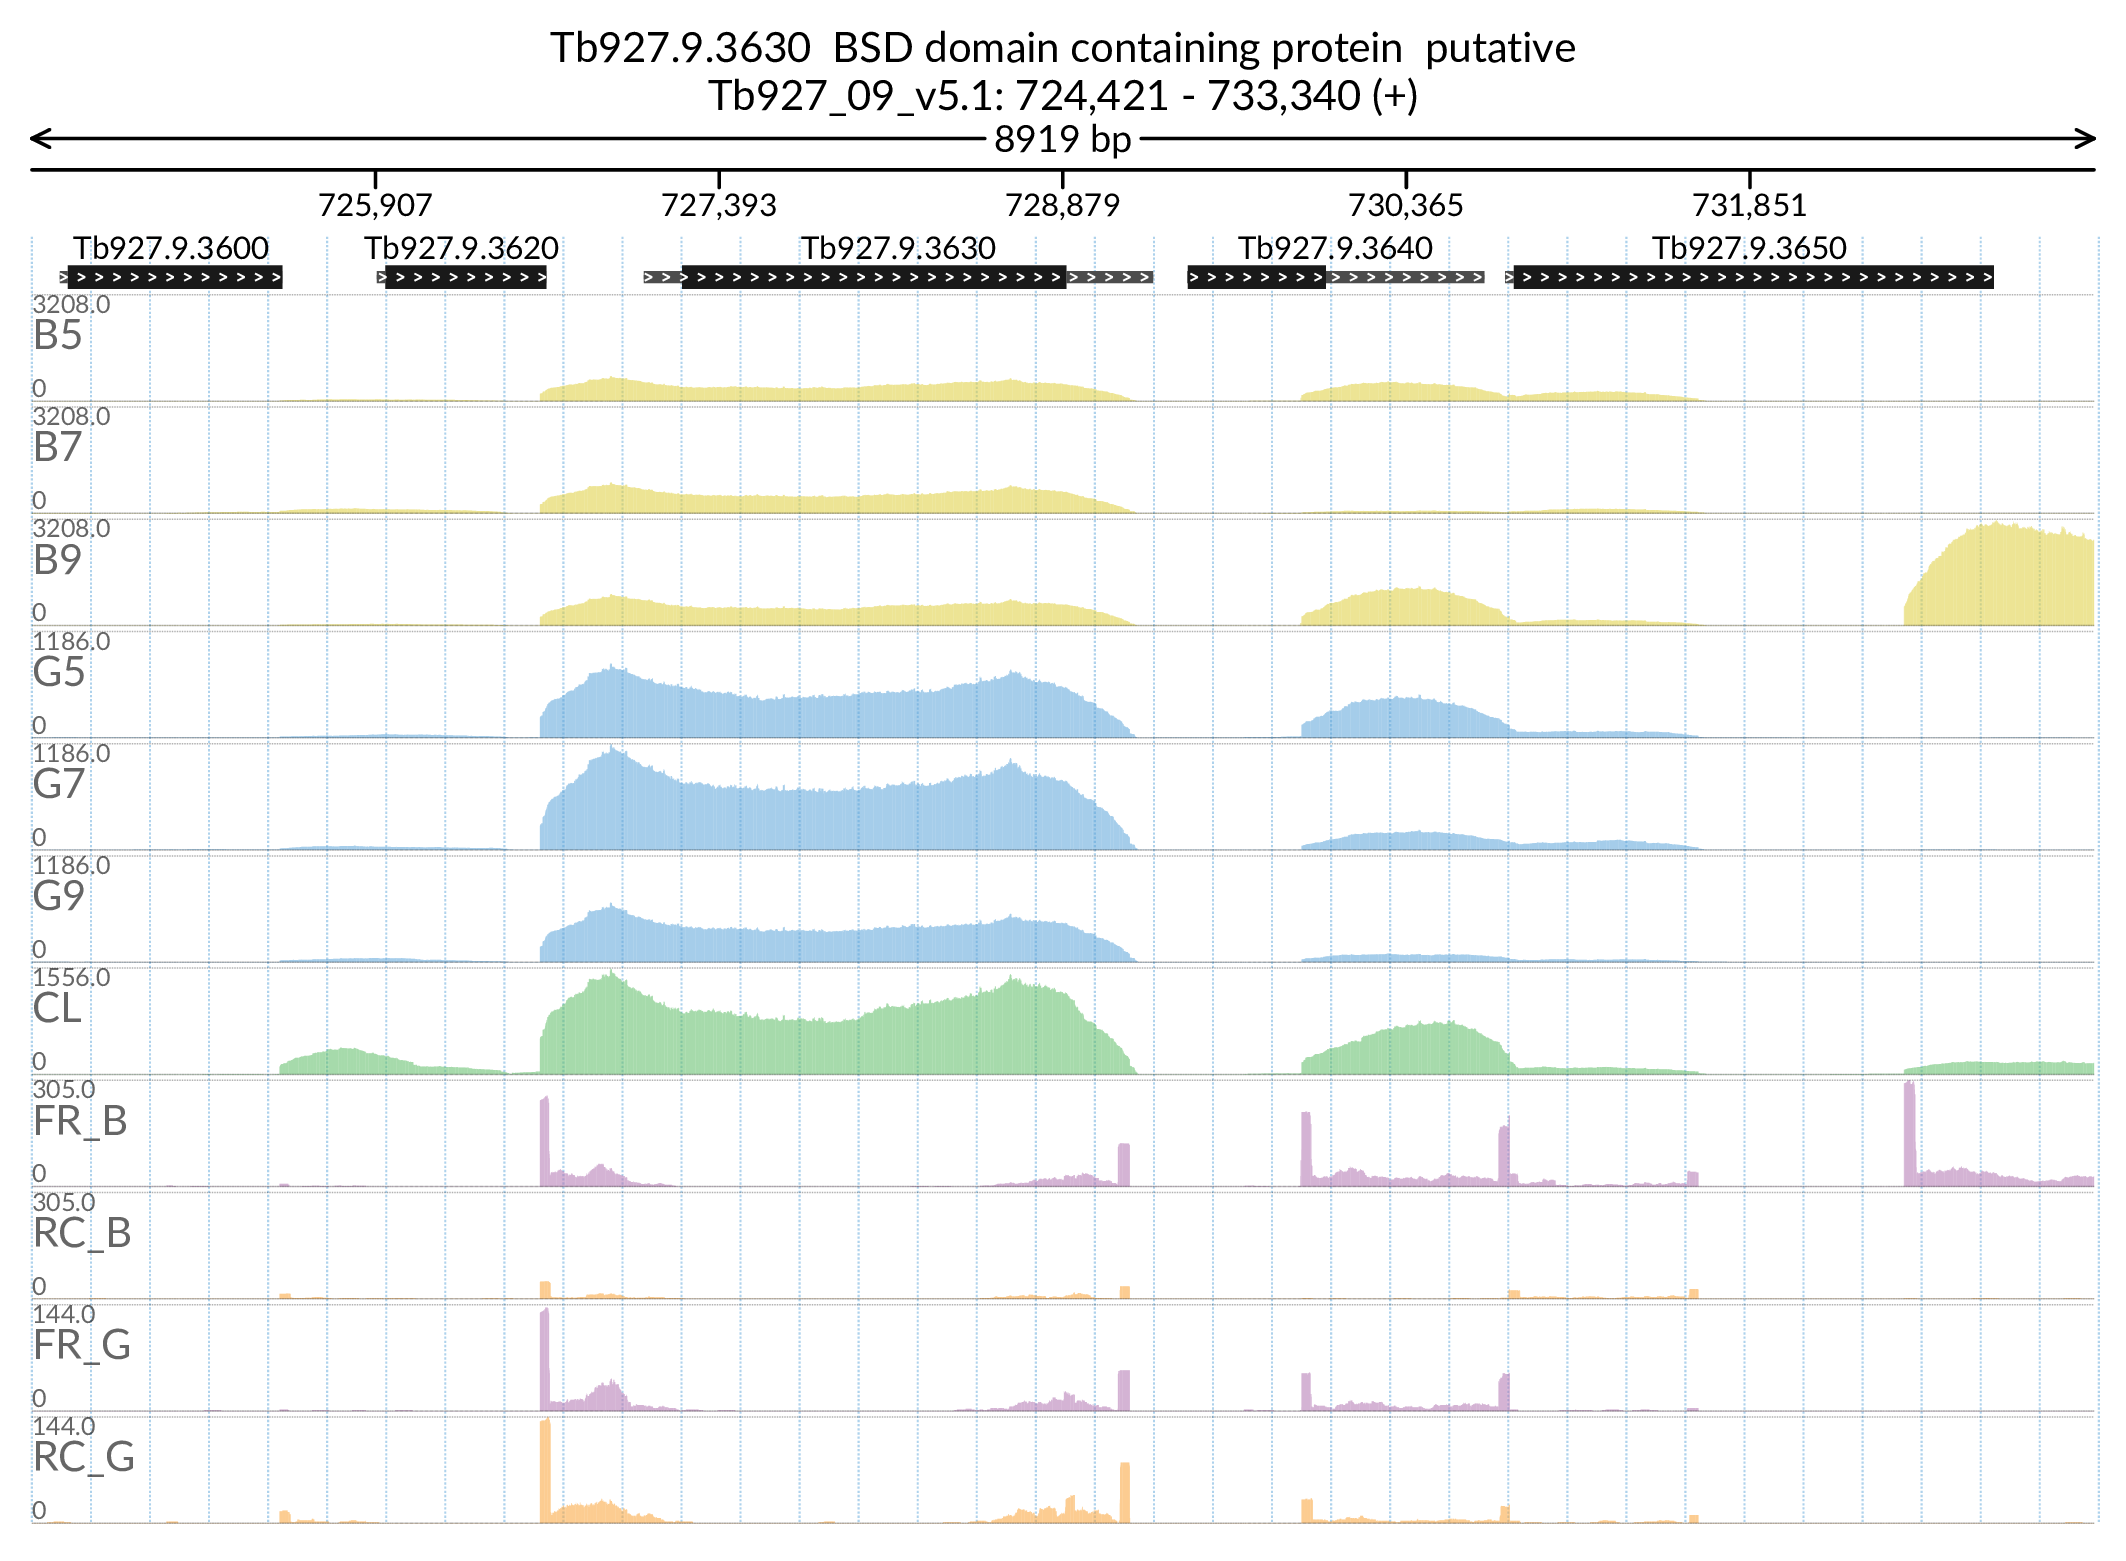 Tb927.9.3630  BSD domain containing protein  putative
Tb927_09_v5.1: 724,421 - 733,340 (+)
8919 bp
725,907 727,393 728,879 730,365 731,851
Tb927.9.3600 Tb927.9.3620 Tb927.9.3630 Tb927.9.3640 Tb927.9.3650
3208.0
B5
0
3208.0
B7
0
3208.0
B9
0
1186.0
G5
0
1186.0
G7
0
1186.0
G9
0
1556.0
CL
0
305.0
FR_B
0
305.0
RC_B
0
144.0
FR_G
0
144.0
RC_G
0